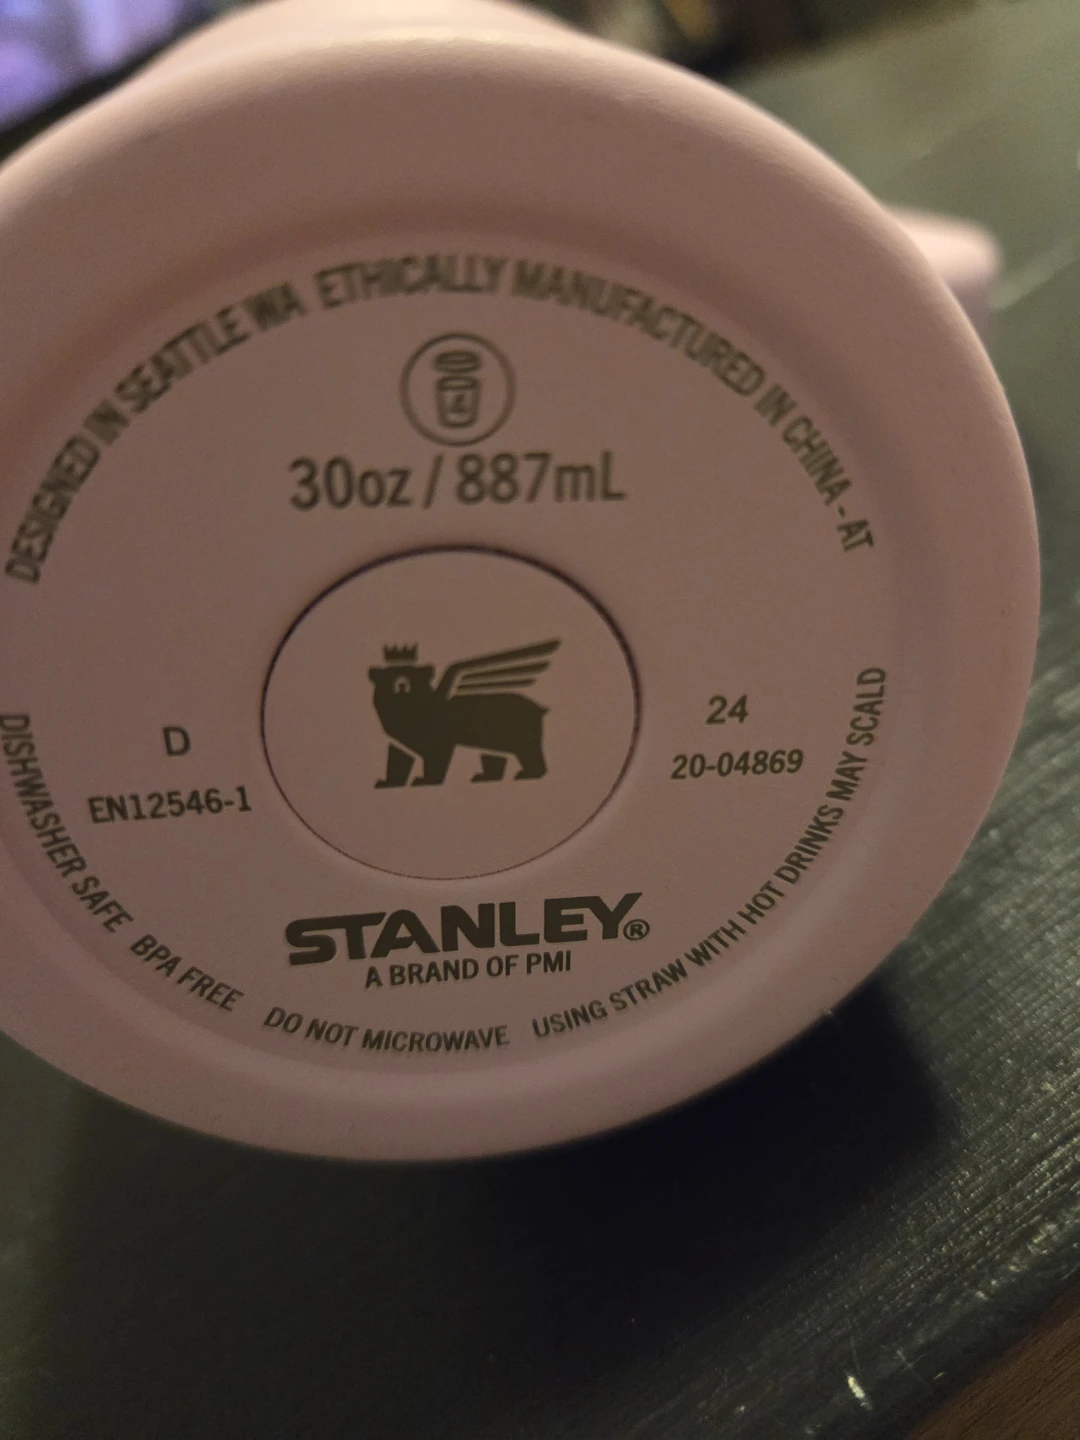 DESIGNED IN SEATTLE WA ETHICALLY MANUFACTURED IN CHINA - AT
30oz / 887mL
D
EN12546-1
24
20-04869
STANLEY®
A BRAND OF PMI
DISHWASHER SAFE BPA FREE DO NOT MICROWAVE USING STRAW WITH HOT DRINKS MAY SCALD